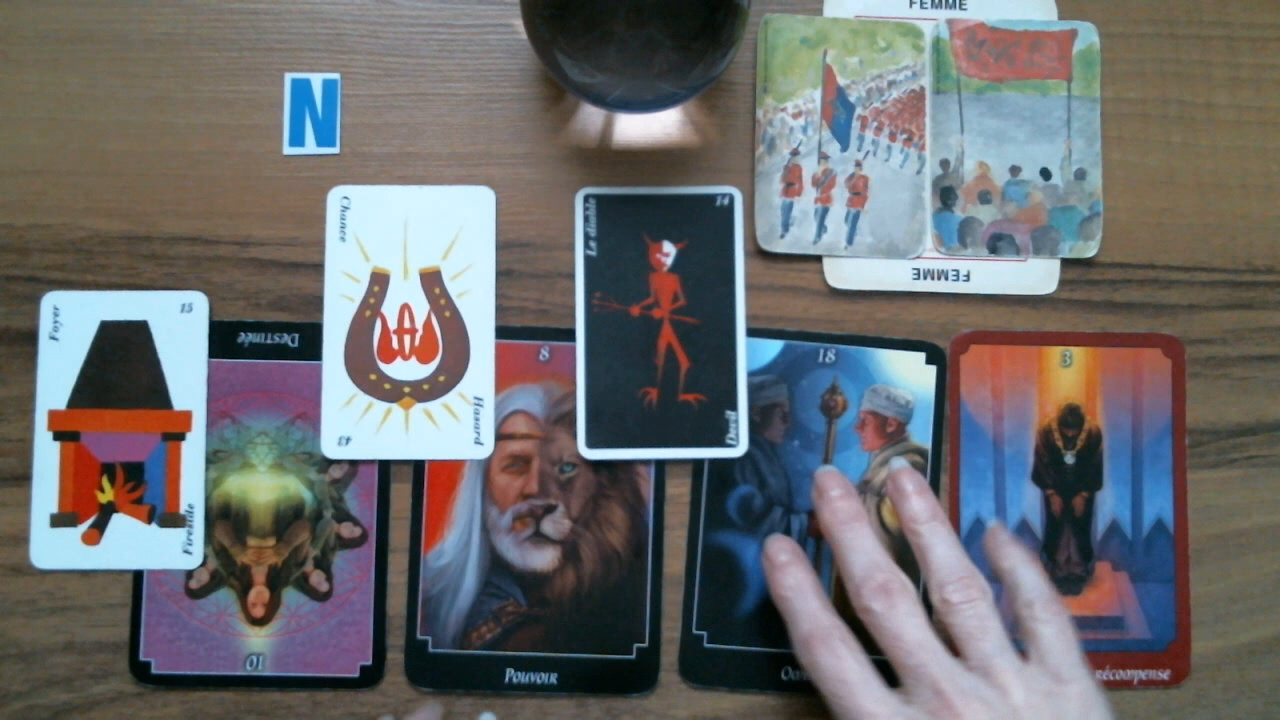 FEMME
N
FEMME
Chance
43
Hasard
Le diable
14
Devil
Foyer
15
Fireside
Destinée
10
8
Pouvoir
18
3
récompense